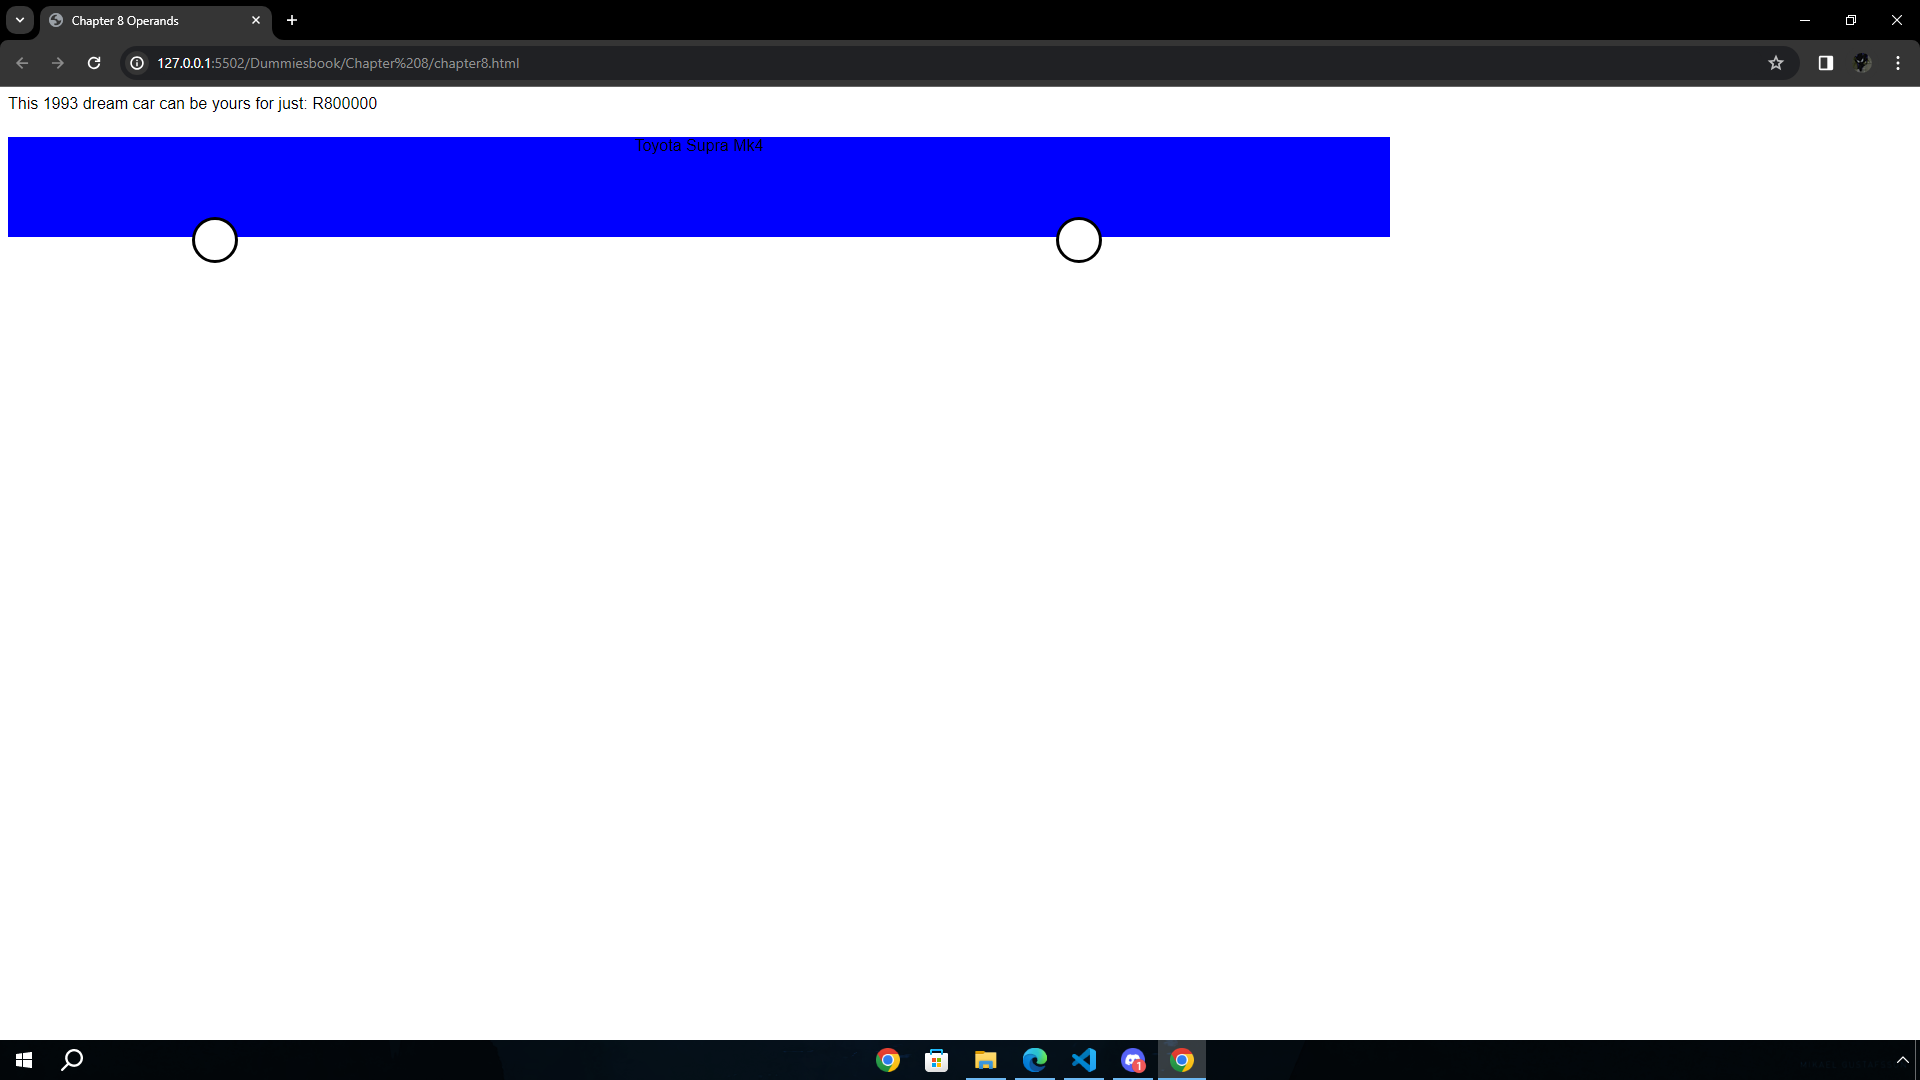 Chapter 8 Operands
127.0.0.1:5502/Dummiesbook/Chapter%208/chapter8.html
This 1993 dream car can be yours for just: R800000
Toyota Supra Mk4
1